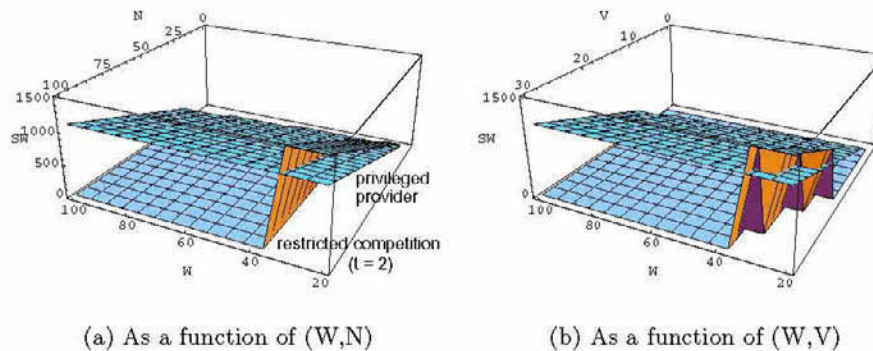 N
0
25
50
75
100
1500
1000
SW
500
0
100
80
60
40
20
W
privileged
provider
restricted competition
(l = 2)
V
0
10
20
30
1500
SW
0
100
80
60
40
20
W
(a) As a function of (W,N)
(b) As a function of (W,V)